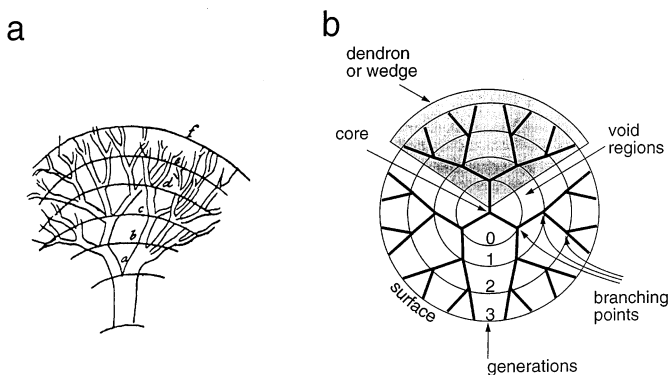 a
b
dendron
or wedge
core
void
regions
f
e
d
c
b
a
0
1
2
3
surface
branching
points
generations